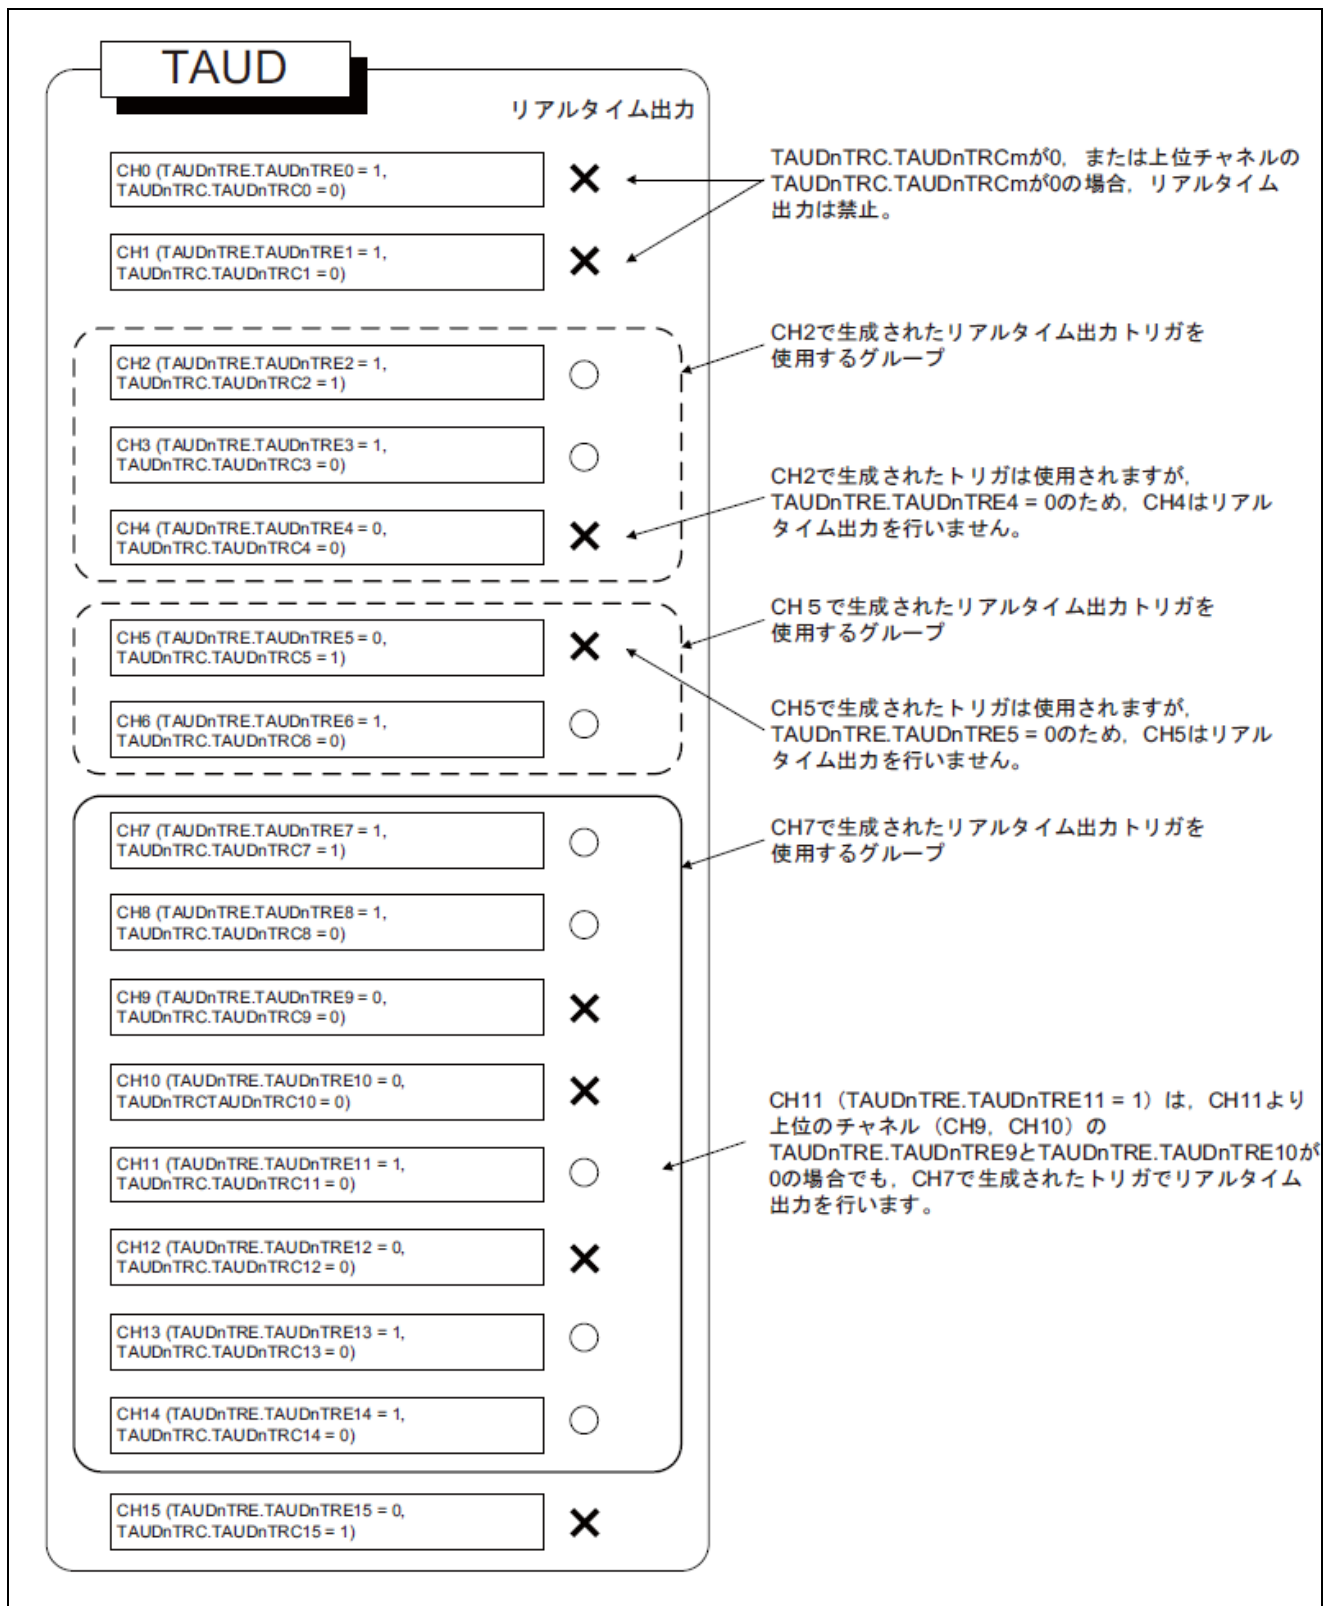 TAUD
リアルタイム出力
CH0 (TAUDnTRE.TAUDnTRE0 = 1,
TAUDnTRC.TAUDnTRC0 = 0)
TAUDnTRC.TAUDnTRCmが0，または上位チャネルの
TAUDnTRC.TAUDnTRCmが0の場合，リアルタイム
出力は禁止。
CH1 (TAUDnTRE.TAUDnTRE1 = 1,
TAUDnTRC.TAUDnTRC1 = 0)
CH2で生成されたリアルタイム出力トリガを
使用するグループ
CH2 (TAUDnTRE.TAUDnTRE2 = 1,
TAUDnTRC.TAUDnTRC2 = 1)
CH3 (TAUDnTRE.TAUDnTRE3 = 1,
TAUDnTRC.TAUDnTRC3 = 0)
CH2で生成されたトリガは使用されますが，
TAUDnTRE.TAUDnTRE4 = 0のため，CH4はリアル
タイム出力を行いません。
CH4 (TAUDnTRE.TAUDnTRE4 = 0,
TAUDnTRC.TAUDnTRC4 = 0)
CH５で生成されたリアルタイム出力トリガを
使用するグループ
CH5 (TAUDnTRE.TAUDnTRE5 = 0,
TAUDnTRC.TAUDnTRC5 = 1)
CH5で生成されたトリガは使用されますが，
TAUDnTRE.TAUDnTRE5 = 0のため，CH5はリアル
タイム出力を行いません。
CH6 (TAUDnTRE.TAUDnTRE6 = 1,
TAUDnTRC.TAUDnTRC6 = 0)
CH7で生成されたリアルタイム出力トリガを
使用するグループ
CH7 (TAUDnTRE.TAUDnTRE7 = 1,
TAUDnTRC.TAUDnTRC7 = 1)
CH8 (TAUDnTRE.TAUDnTRE8 = 1,
TAUDnTRC.TAUDnTRC8 = 0)
CH9 (TAUDnTRE.TAUDnTRE9 = 0,
TAUDnTRC.TAUDnTRC9 = 0)
CH10 (TAUDnTRE.TAUDnTRE10 = 0,
TAUDnTRCTAUDnTRC10 = 0)
CH11（TAUDnTRE.TAUDnTRE11 = 1）は，CH11より
上位のチャネル（CH9，CH10）の
TAUDnTRE.TAUDnTRE9とTAUDnTRE.TAUDnTRE10が
0の場合でも，CH7で生成されたトリガでリアルタイム
出力を行います。
CH11 (TAUDnTRE.TAUDnTRE11 = 1,
TAUDnTRC.TAUDnTRC11 = 0)
CH12 (TAUDnTRE.TAUDnTRE12 = 0,
TAUDnTRC.TAUDnTRC12 = 0)
CH13 (TAUDnTRE.TAUDnTRE13 = 1,
TAUDnTRC.TAUDnTRC13 = 0)
CH14 (TAUDnTRE.TAUDnTRE14 = 1,
TAUDnTRC.TAUDnTRC14 = 0)
CH15 (TAUDnTRE.TAUDnTRE15 = 0,
TAUDnTRC.TAUDnTRC15 = 1)